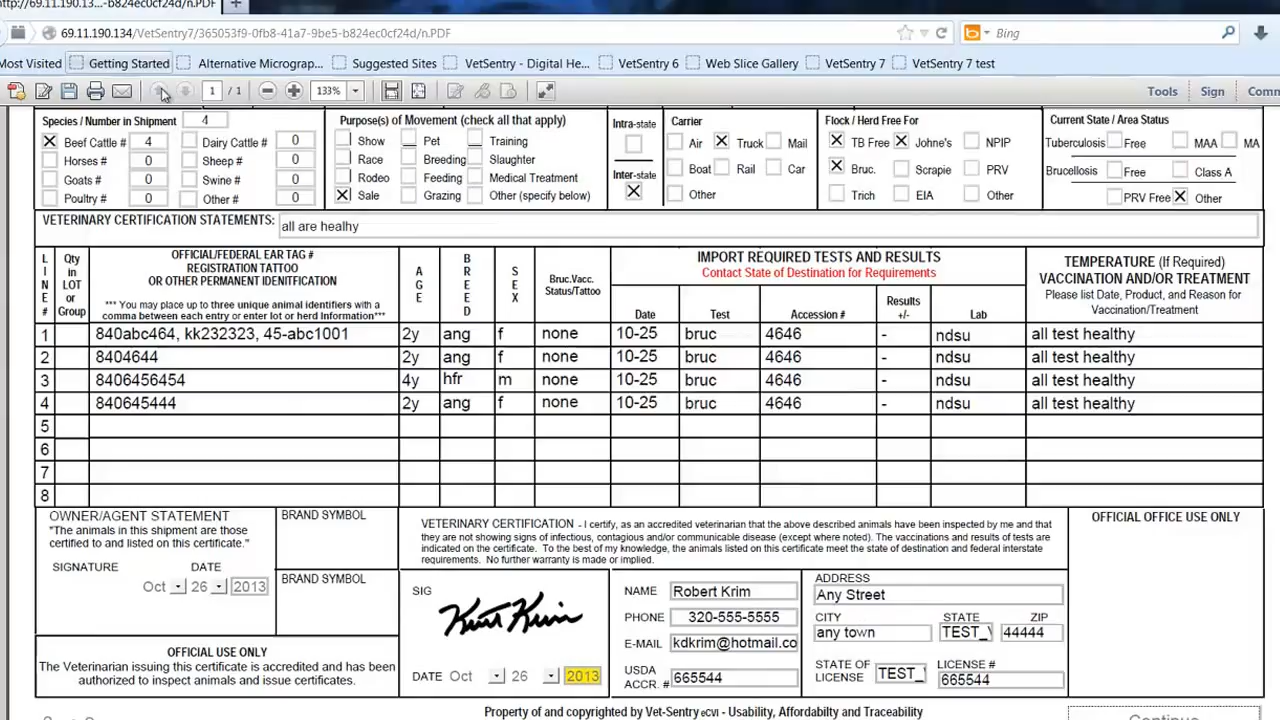 http://69.11.190.13...-b824ec0cf24d/n.PDF +
69.11.190.134/VetSentry7/365053f9-0fb8-41a7-9be5-b824ec0cf24d/n.PDF
Bing
Most Visited Getting Started Alternative Micrograp... Suggested Sites VetSentry - Digital He... VetSentry 6 Web Slice Gallery VetSentry 7 VetSentry 7 test
1 / 1 133% Tools Sign
Species / Number in Shipment 4
Beef Cattle # 4 Dairy Cattle # 0
Horses # 0 Sheep # 0
Goats # 0 Swine # 0
Poultry # 0 Other # 0
Purpose(s) of Movement (check all that apply)
Show Pet Training
Race Breeding Slaughter
Rodeo Feeding Medical Treatment
Sale Grazing Other (specify below)
Intra-state
Inter-state
Carrier
Air Truck Mail
Boat Rail Car
Other
Flock / Herd Free For
TB Free Johne's NPIP
Bruc. Scrapie PRV
Trich EIA Other
Current State / Area Status
Tuberculosis Free MAA MA
Brucellosis Free Class A
PRV Free Other
VETERINARY CERTIFICATION STATEMENTS: all are healhy
LINE#
Qty in LOT or Group
OFFICIAL/FEDERAL EAR TAG #
REGISTRATION TATTOO
OR OTHER PERMANENT IDENITFICATION
*** You may place up to three unique animal identifiers with a
comma between each entry or enter lot or herd Information***
AGE
BREED
SEX
Bruc.Vacc.
Status/Tattoo
IMPORT REQUIRED TESTS AND RESULTS
Contact State of Destination for Requirements
Date Test Accession # Results +/- Lab
TEMPERATURE (If Required)
VACCINATION AND/OR TREATMENT
Please list Date, Product, and Reason for
Vaccination/Treatment
1 840abc464, kk232323, 45-abc1001 2y ang f none 10-25 bruc 4646 - ndsu all test healthy
2 8404644 2y ang f none 10-25 bruc 4646 - ndsu all test healthy
3 8406456454 4y hfr m none 10-25 bruc 4646 - ndsu all test healthy
4 840645444 2y ang f none 10-25 bruc 4646 - ndsu all test healthy
5
6
7
8
OWNER/AGENT STATEMENT
"The animals in this shipment are those
certified to and listed on this certificate."
SIGNATURE DATE
Oct 26 2013
BRAND SYMBOL
BRAND SYMBOL
OFFICIAL USE ONLY
The Veterinarian issuing this certificate is accredited and has been
authorized to inspect animals and issue certificates.
VETERINARY CERTIFICATION - I certify, as an accredited veterinarian that the above described animals have been inspected by me and that
they are not showing signs of infectious, contagious and/or communicable disease (except where noted). The vaccinations and results of tests are
indicated on the certificate. To the best of my knowledge, the animals listed on this certificate meet the state of destination and federal interstate
requirements. No further warranty is made or implied.
SIG
Kurt Krim
DATE Oct 26 2013
NAME Robert Krim
PHONE 320-555-5555
E-MAIL kdkrim@hotmail.co
USDA
ACCR. # 665544
ADDRESS
Any Street
CITY STATE ZIP
any town TEST_ 44444
STATE OF
LICENSE TEST_
LICENSE #
665544
OFFICIAL OFFICE USE ONLY
Property of and copyrighted by Vet-Sentry eCVI - Usability, Affordabilty and Traceability